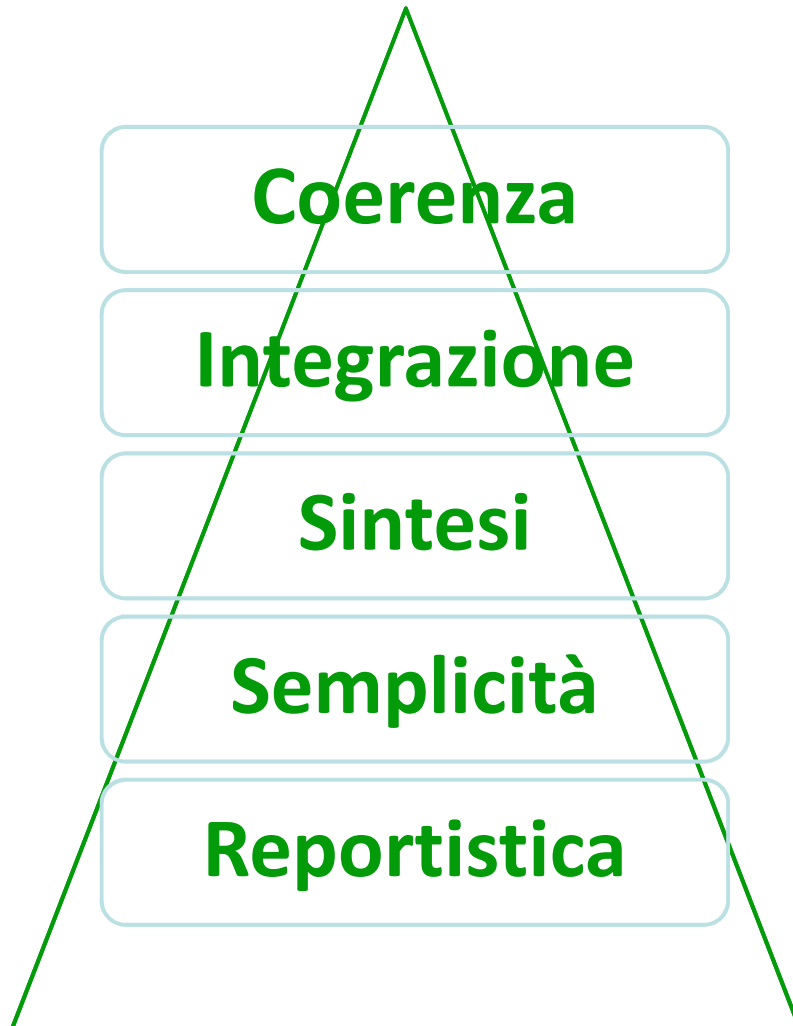 Coerenza
Integrazione
Sintesi
Semplicità
Reportistica